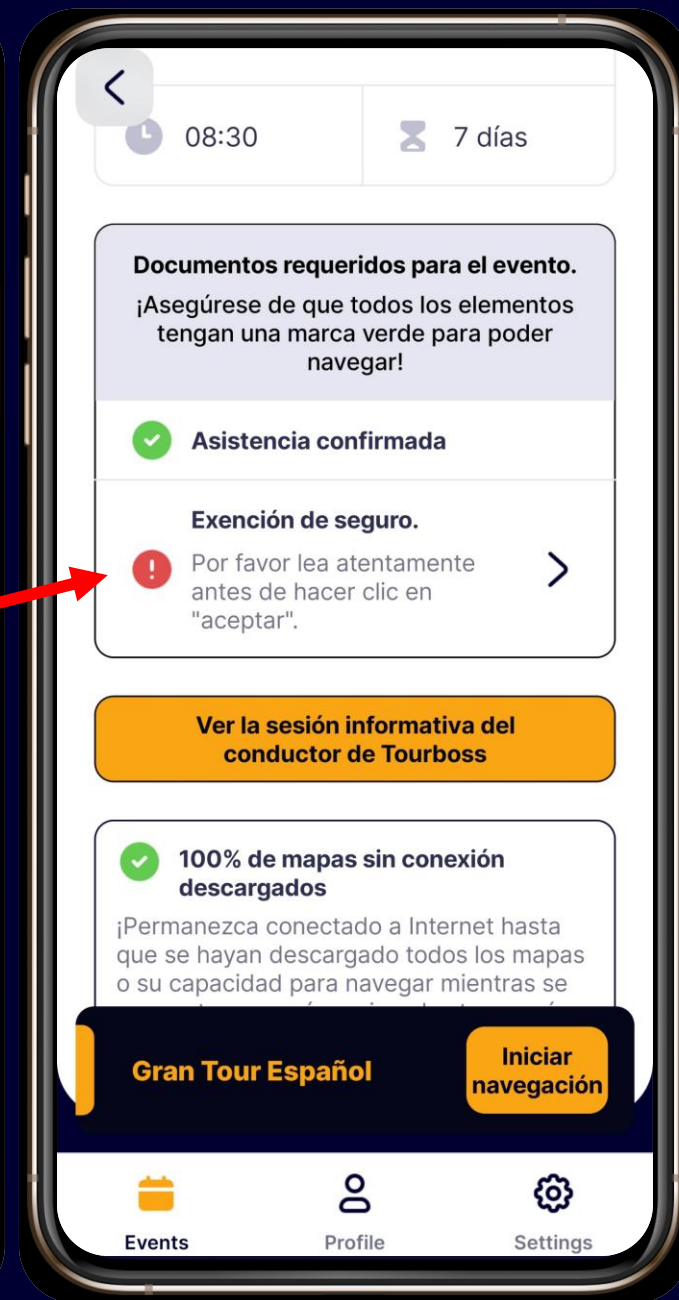 08:30
7 días
Documentos requeridos para el evento.
¡Asegúrese de que todos los elementos
tengan una marca verde para poder
navegar!
Asistencia confirmada
Exención de seguro.
Por favor lea atentamente
antes de hacer clic en
"aceptar".
Ver la sesión informativa del
conductor de Tourboss
100% de mapas sin conexión
descargados
¡Permanezca conectado a Internet hasta
que se hayan descargado todos los mapas
o su capacidad para navegar mientras se
Gran Tour Español
Iniciar
navegación
Events
Profile
Settings